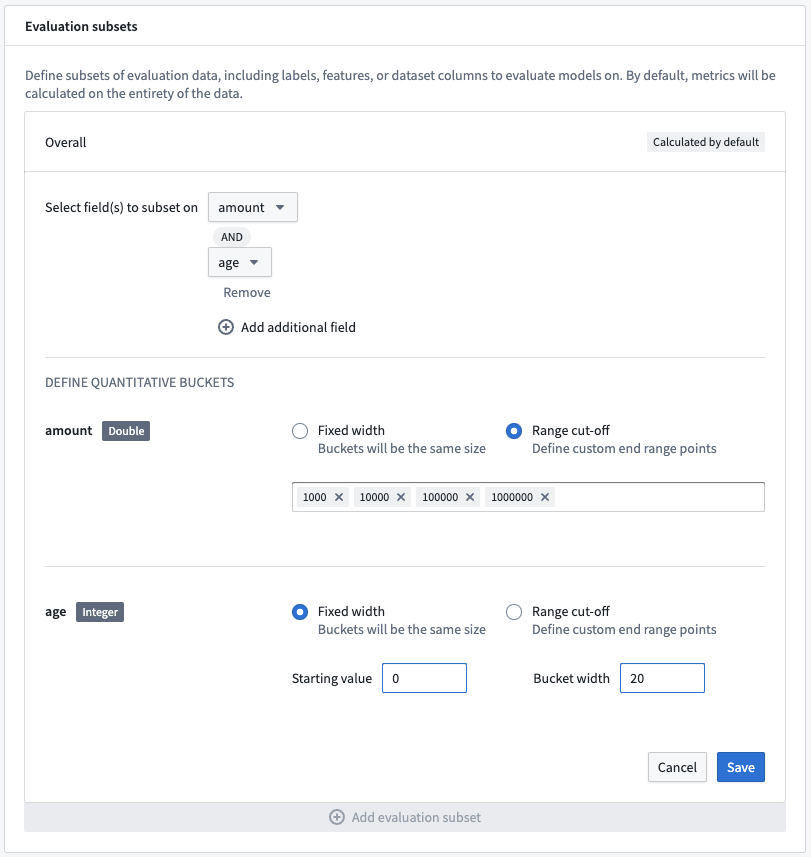 Evaluation subsets
Define subsets of evaluation data, including labels, features, or dataset columns to evaluate models on. By default, metrics will be
calculated on the entirety of the data.
Overall
Calculated by default
Select field(s) to subset on
amount
AND
age
Remove
Add additional field
DEFINE QUANTITATIVE BUCKETS
amount Double
Fixed width
Buckets will be the same size
Range cut-off
Define custom end range points
1000 10000 100000 1000000
age Integer
Fixed width
Buckets will be the same size
Range cut-off
Define custom end range points
Starting value 0
Bucket width 20
Cancel
Save
Add evaluation subset